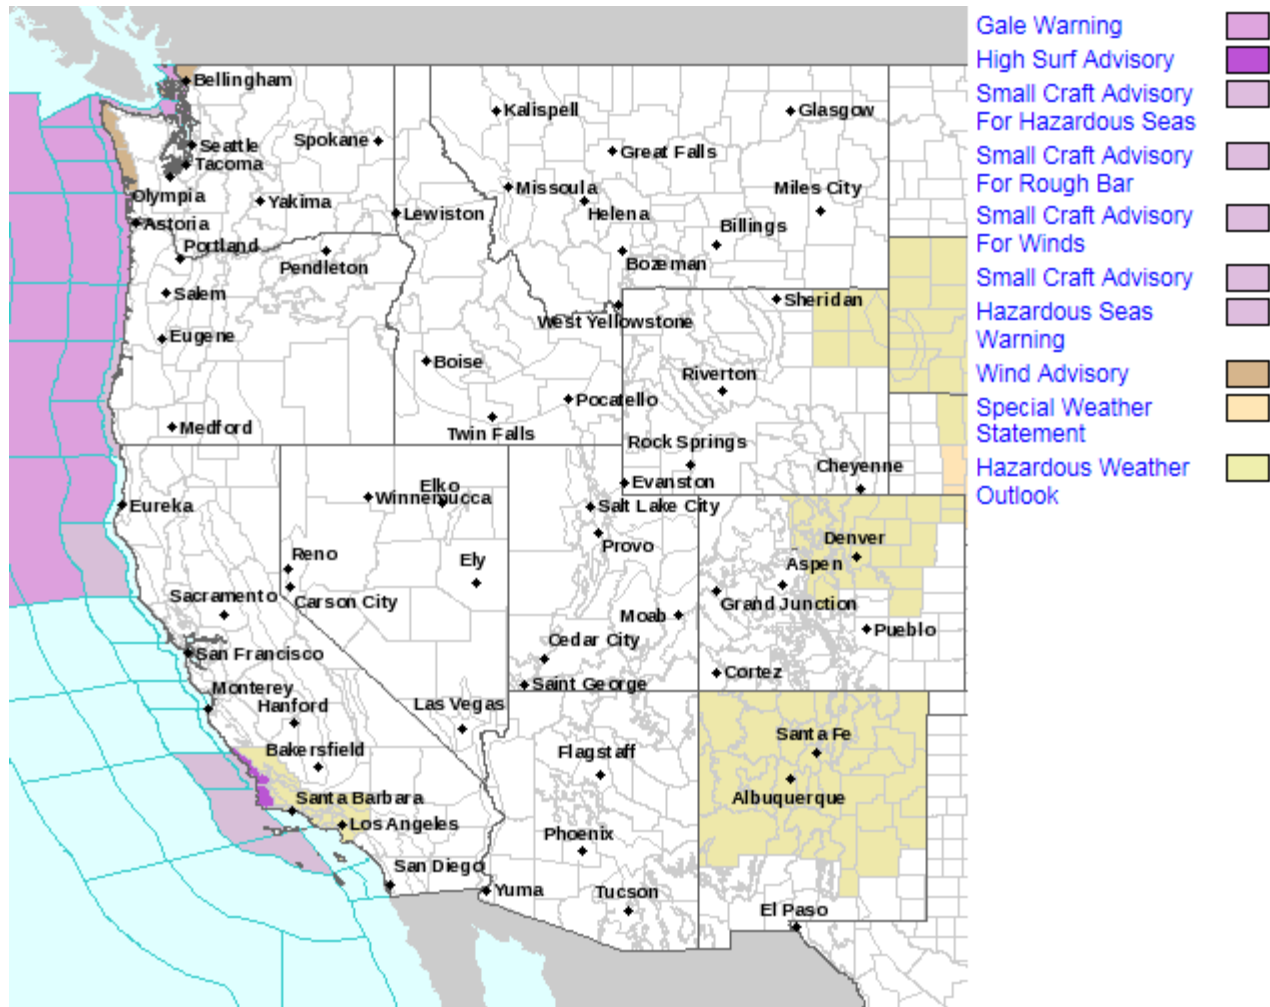 Gale Warning
High Surf Advisory
Small Craft Advisory
For Hazardous Seas
Small Craft Advisory
For Rough Bar
Small Craft Advisory
For Winds
Small Craft Advisory
Hazardous Seas
Warning
Wind Advisory
Special Weather
Statement
Hazardous Weather
Outlook
Bellingham
Kalispell
Glasgow
Seattle
Spokane
Great Falls
Tacoma
Olympia
Yakima
Missoula
Miles City
Helena
Lewiston
Astoria
Billings
Portland
Pendleton
Bozeman
Salem
Sheridan
West Yellowstone
Eugene
Boise
Riverton
Pocatello
Medford
Twin Falls
Rock Springs
Cheyenne
Elko
Evanston
Winnemucca
Eureka
Salt Lake City
Denver
Provo
Reno
Ely
Aspen
Sacramento
Carson City
Grand Junction
Moab
Pueblo
Cedar City
San Francisco
Cortez
Saint George
Monterey
Hanford
Las Vegas
Santa Fe
Bakersfield
Flagstaff
Santa Barbara
Albuquerque
Los Angeles
Phoenix
San Diego
Yuma
Tucson
El Paso